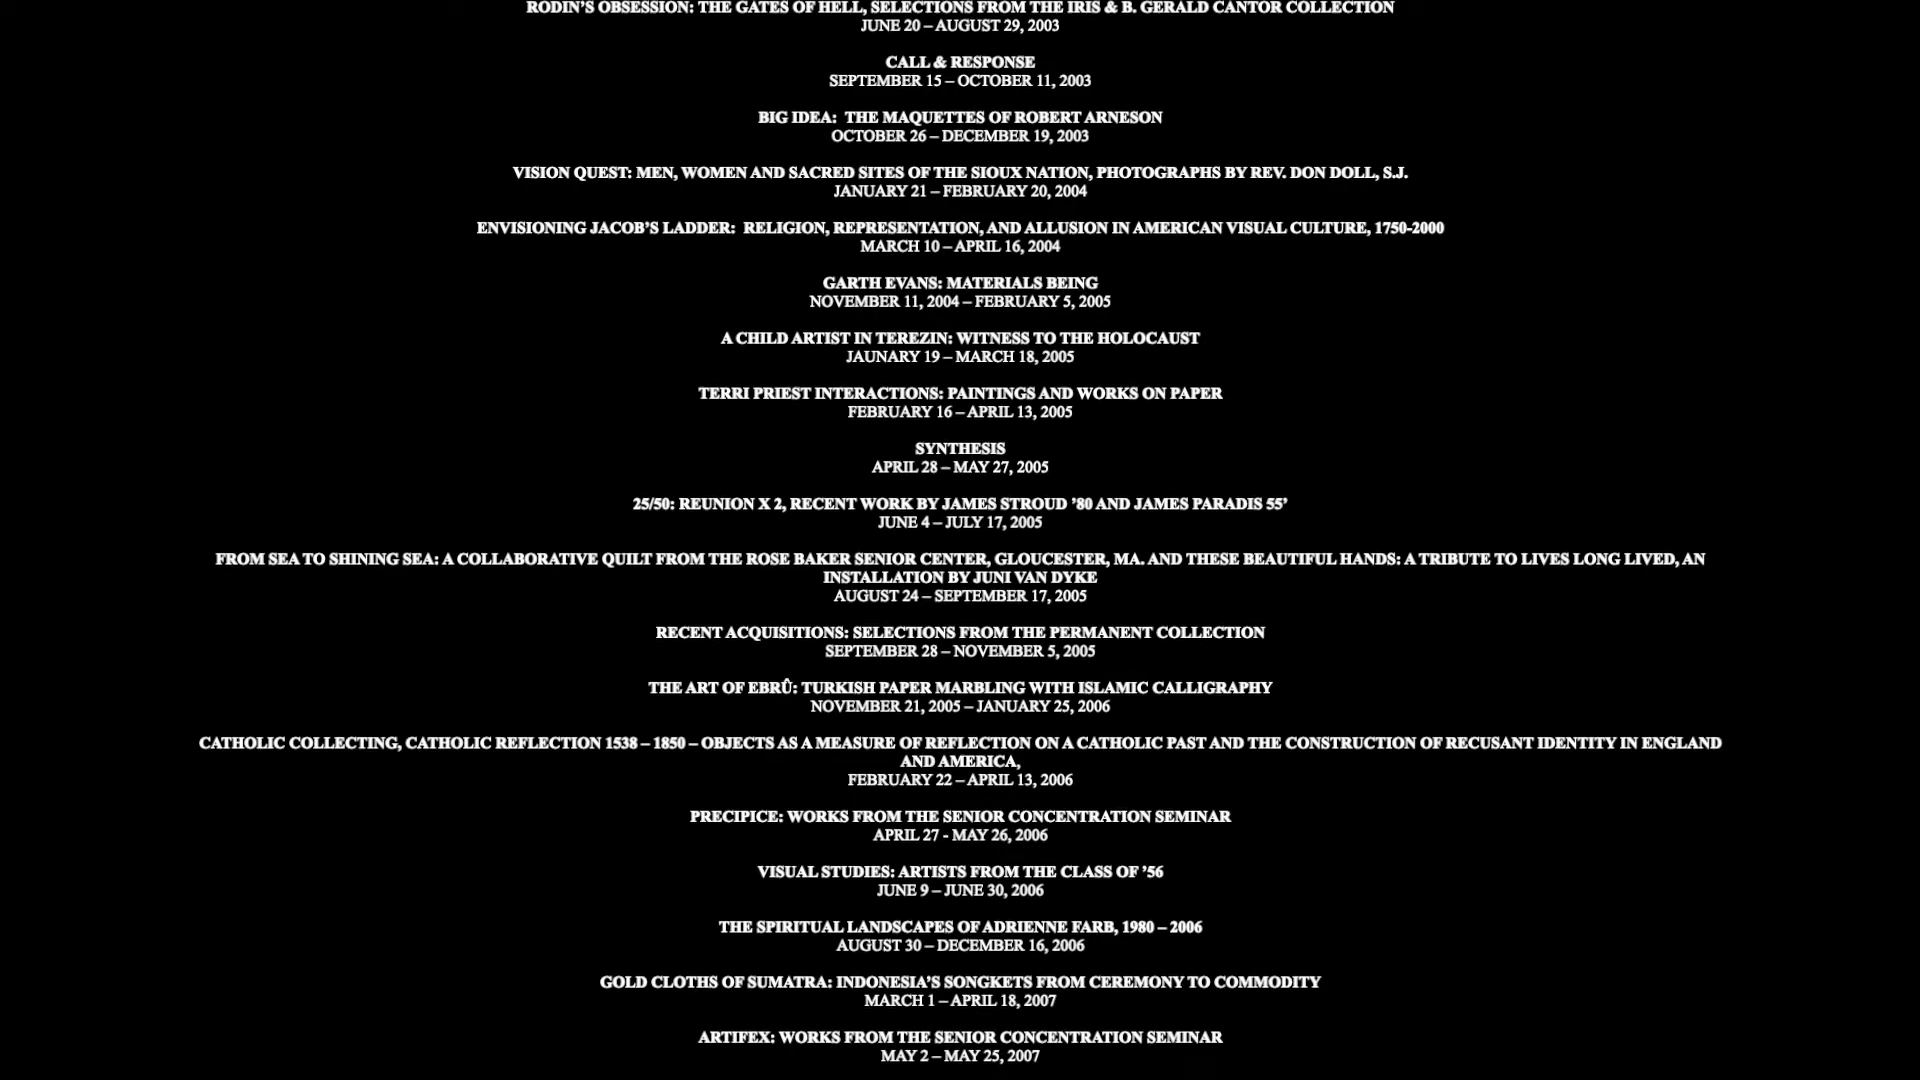 RODIN’S OBSESSION: THE GATES OF HELL, SELECTIONS FROM THE IRIS & B. GERALD CANTOR COLLECTION
JUNE 20 – AUGUST 29, 2003
CALL & RESPONSE
SEPTEMBER 15 – OCTOBER 11, 2003
BIG IDEA:  THE MAQUETTES OF ROBERT ARNESON
OCTOBER 26 – DECEMBER 19, 2003
VISION QUEST: MEN, WOMEN AND SACRED SITES OF THE SIOUX NATION, PHOTOGRAPHS BY REV. DON DOLL, S.J.
JANUARY 21 – FEBRUARY 20, 2004
ENVISIONING JACOB’S LADDER:  RELIGION, REPRESENTATION, AND ALLUSION IN AMERICAN VISUAL CULTURE, 1750-2000
MARCH 10 – APRIL 16, 2004
GARTH EVANS: MATERIALS BEING
NOVEMBER 11, 2004 – FEBRUARY 5, 2005
A CHILD ARTIST IN TEREZIN: WITNESS TO THE HOLOCAUST
JAUNARY 19 – MARCH 18, 2005
TERRI PRIEST INTERACTIONS: PAINTINGS AND WORKS ON PAPER
FEBRUARY 16 – APRIL 13, 2005
SYNTHESIS
APRIL 28 – MAY 27, 2005
25/50: REUNION X 2, RECENT WORK BY JAMES STROUD ’80 AND JAMES PARADIS 55’
JUNE 4 – JULY 17, 2005
FROM SEA TO SHINING SEA: A COLLABORATIVE QUILT FROM THE ROSE BAKER SENIOR CENTER, GLOUCESTER, MA. AND THESE BEAUTIFUL HANDS: A TRIBUTE TO LIVES LONG LIVED, AN
INSTALLATION BY JUNI VAN DYKE
AUGUST 24 – SEPTEMBER 17, 2005
RECENT ACQUISITIONS: SELECTIONS FROM THE PERMANENT COLLECTION
SEPTEMBER 28 – NOVEMBER 5, 2005
THE ART OF EBRÛ: TURKISH PAPER MARBLING WITH ISLAMIC CALLIGRAPHY
NOVEMBER 21, 2005 – JANUARY 25, 2006
CATHOLIC COLLECTING, CATHOLIC REFLECTION 1538 – 1850 – OBJECTS AS A MEASURE OF REFLECTION ON A CATHOLIC PAST AND THE CONSTRUCTION OF RECUSANT IDENTITY IN ENGLAND
AND AMERICA,
FEBRUARY 22 – APRIL 13, 2006
PRECIPICE: WORKS FROM THE SENIOR CONCENTRATION SEMINAR
APRIL 27 - MAY 26, 2006
VISUAL STUDIES: ARTISTS FROM THE CLASS OF ’56
JUNE 9 – JUNE 30, 2006
THE SPIRITUAL LANDSCAPES OF ADRIENNE FARB, 1980 – 2006
AUGUST 30 – DECEMBER 16, 2006
GOLD CLOTHS OF SUMATRA: INDONESIA’S SONGKETS FROM CEREMONY TO COMMODITY
MARCH 1 – APRIL 18, 2007
ARTIFEX: WORKS FROM THE SENIOR CONCENTRATION SEMINAR
MAY 2 – MAY 25, 2007